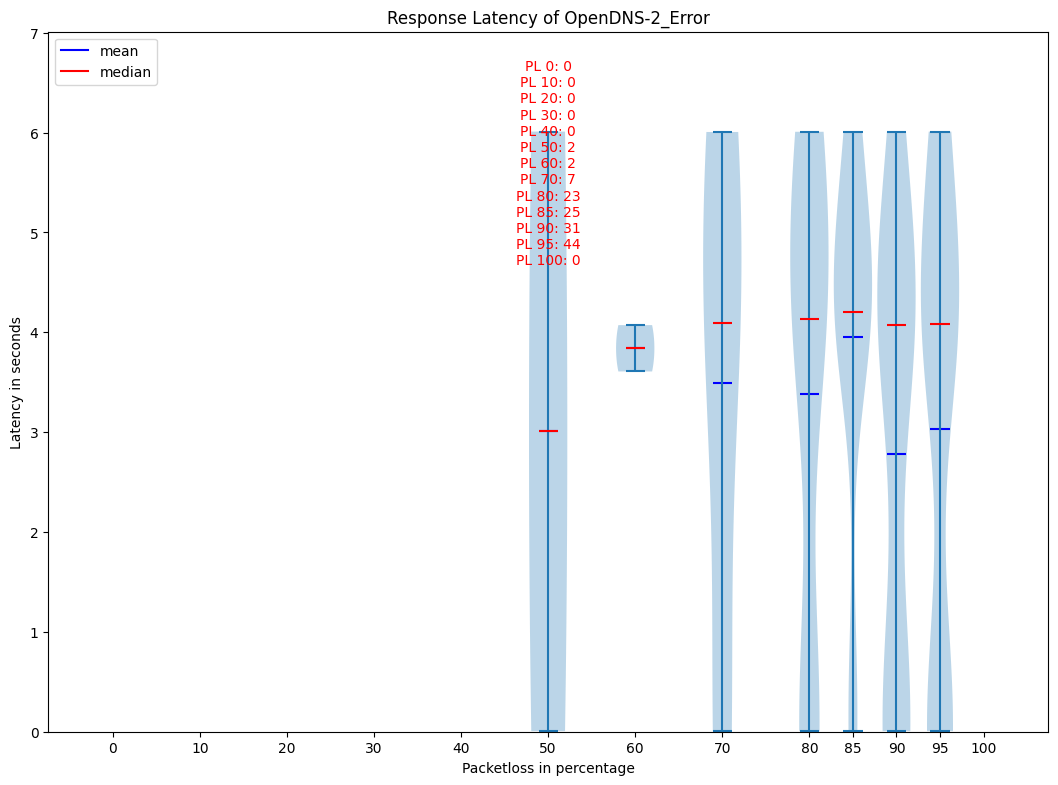 Response Latency of OpenDNS-2_Error
mean
median
PL 0: 0
PL 10: 0
PL 20: 0
PL 30: 0
PL 40: 0
PL 50: 2
PL 60: 2
PL 70: 7
PL 80: 23
PL 85: 25
PL 90: 31
PL 95: 44
PL 100: 0
Latency in seconds
7
6
5
4
3
2
1
0
0 10 20 30 40 50 60 70 80 85 90 95 100
Packetloss in percentage